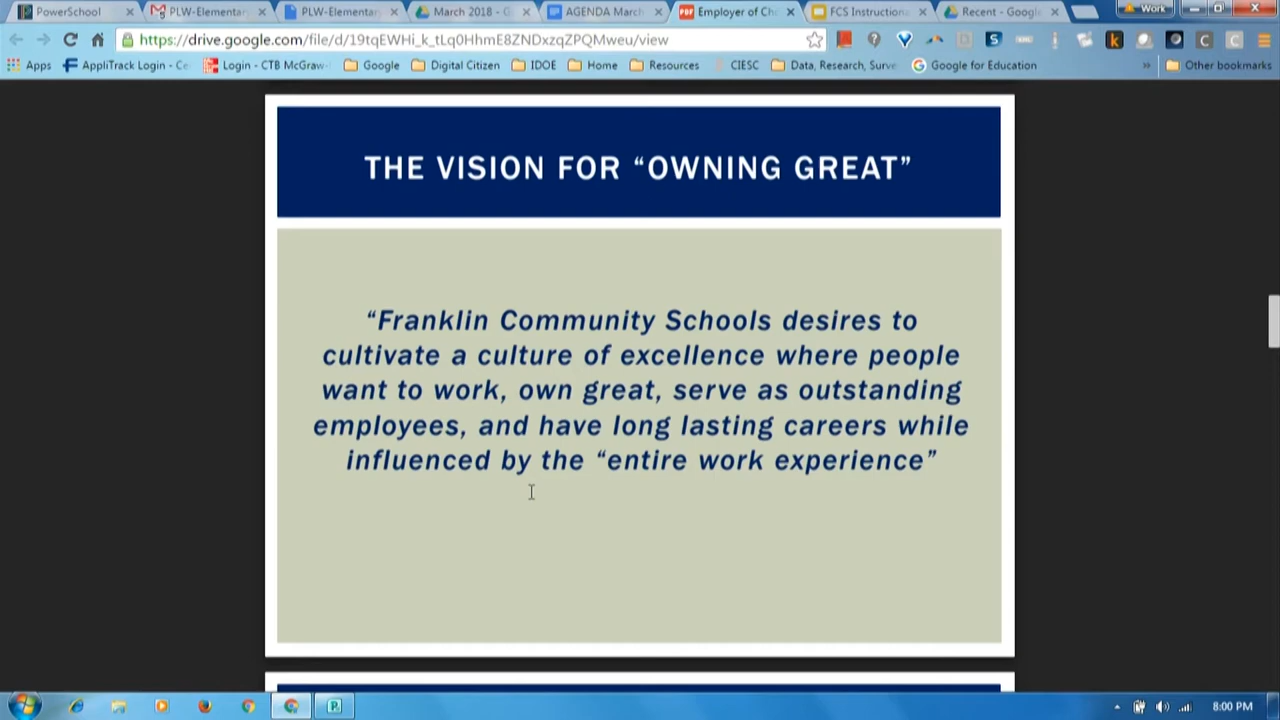 PowerSchool
PLW-Elementar
PLW-Elementar
March 2018 - G
AGENDA March
Employer of Ch
FCS Instruction
Recent - Google
Work
https://drive.google.com/file/d/19tqEWHi_k_tLq0HhmE8ZNDxzqZPQMweu/view
Apps
AppliTrack Login - Ce
Login - CTB McGraw-
Google
Digital Citizen
IDOE
Home
Resources
CIESC
Data, Research, Surve
Google for Education
»
Other bookmarks
THE VISION FOR “OWNING GREAT”
“Franklin Community Schools desires to
cultivate a culture of excellence where people
want to work, own great, serve as outstanding
employees, and have long lasting careers while
influenced by the “entire work experience”
8:00 PM